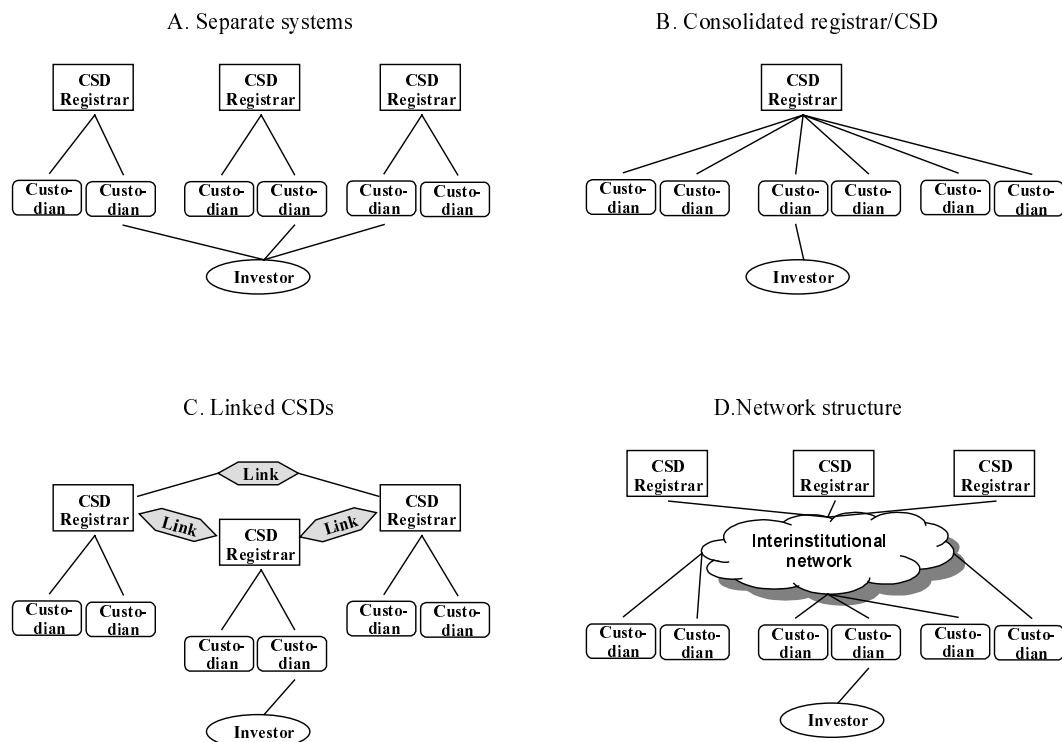 A. Separate systems
CSD
Registrar
CSD
Registrar
CSD
Registrar
Custo-
dian
Custo-
dian
Custo-
dian
Custo-
dian
Custo-
dian
Custo-
dian
Investor
B. Consolidated registrar/CSD
CSD
Registrar
Custo-
dian
Custo-
dian
Custo-
dian
Custo-
dian
Custo-
dian
Custo-
dian
Investor
C. Linked CSDs
Link
CSD
Registrar
Link
CSD
Registrar
Link
CSD
Registrar
Custo-
dian
Custo-
dian
Custo-
dian
Custo-
dian
Custo-
dian
Custo-
dian
Investor
D.Network structure
CSD
Registrar
CSD
Registrar
CSD
Registrar
Interinstitutional
network
Custo-
dian
Custo-
dian
Custo-
dian
Custo-
dian
Custo-
dian
Custo-
dian
Investor